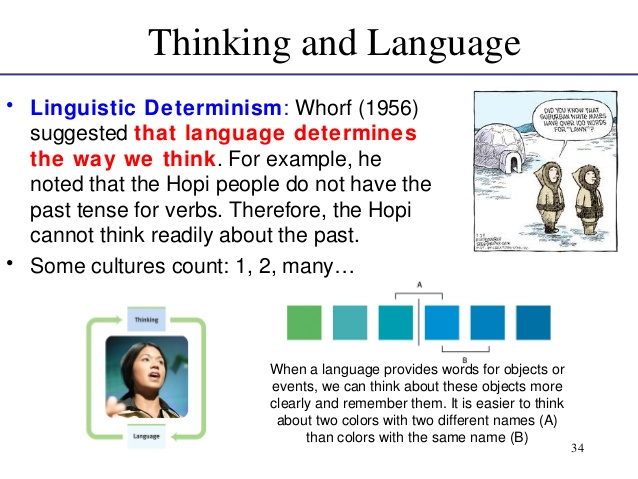 Thinking and Language
• Linguistic Determinism: Whorf (1956)
suggested that language determines
the way we think. For example, he
noted that the Hopi people do not have the
past tense for verbs. Therefore, the Hopi
cannot think readily about the past.
• Some cultures count: 1, 2, many…
DID YOU KNOW THAT
SUBURBAN WHITE MALES
HAVE OVER 100 WORDS
FOR "LAWN"?
Thinking
Language
A
B
When a language provides words for objects or
events, we can think about these objects more
clearly and remember them. It is easier to think
about two colors with two different names (A)
than colors with the same name (B)
34